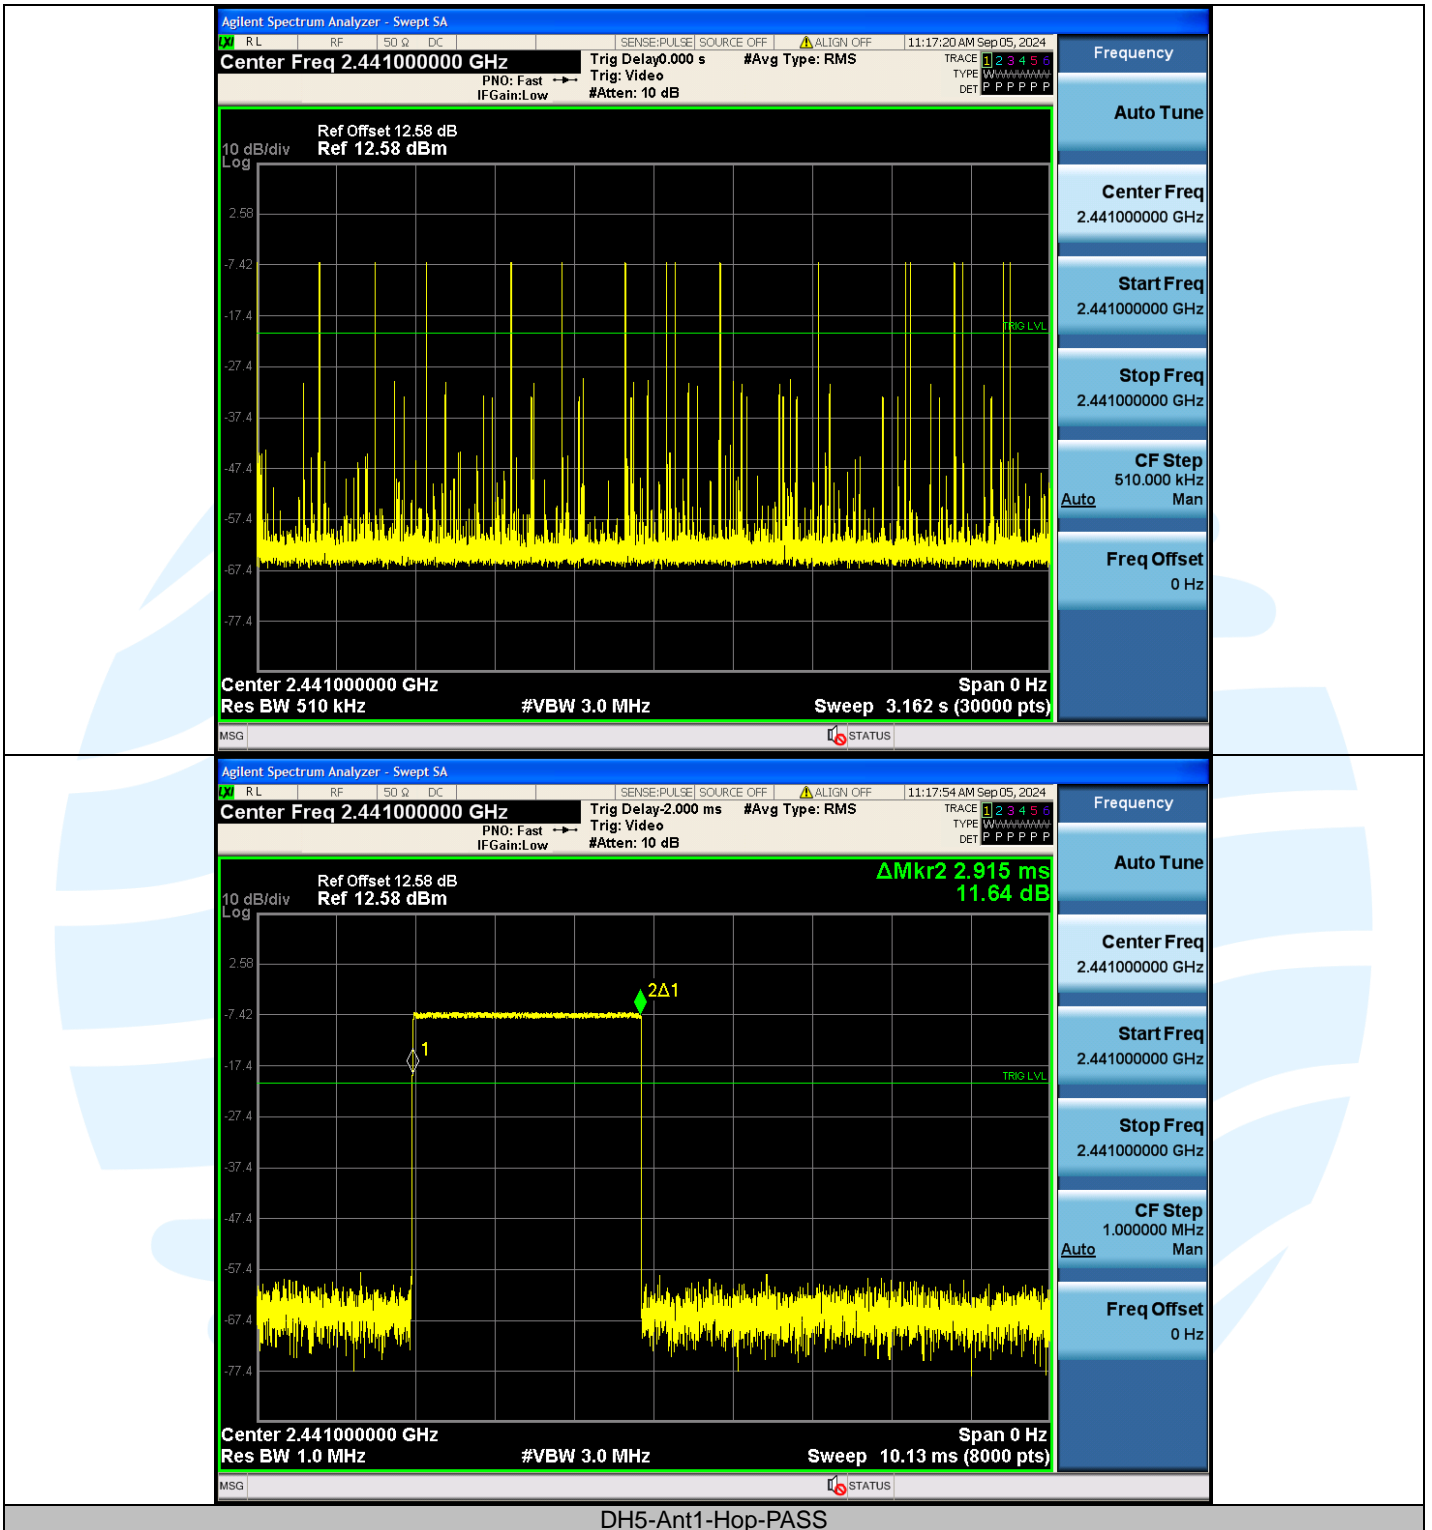 Agilent Spectrum Analyzer - Swept SA
LXI RL RF 50 Ω DC SENSE:PULSE SOURCE OFF ALIGN OFF 11:17:20 AM Sep 05, 2024
Center Freq 2.441000000 GHz
PNO: Fast
IFGain:Low
Trig Delay0.000 s
Trig: Video
#Atten: 10 dB
#Avg Type: RMS
TRACE 1 2 3 4 5 6
TYPE WWWWWW
DET P P P P P P
Ref Offset 12.58 dB
10 dB/div Ref 12.58 dBm
Log
2.58
-7.42
-17.4
TRIG LVL
-27.4
-37.4
-47.4
-57.4
-67.4
-77.4
Center 2.441000000 GHz Span 0 Hz
Res BW 510 kHz #VBW 3.0 MHz Sweep 3.162 s (30000 pts)
MSG STATUS
Frequency
Auto Tune
Center Freq
2.441000000 GHz
Start Freq
2.441000000 GHz
Stop Freq
2.441000000 GHz
CF Step
510.000 kHz
Auto Man
Freq Offset
0 Hz
Agilent Spectrum Analyzer - Swept SA
LXI RL RF 50 Ω DC SENSE:PULSE SOURCE OFF ALIGN OFF 11:17:54 AM Sep 05, 2024
Center Freq 2.441000000 GHz
PNO: Fast
IFGain:Low
Trig Delay-2.000 ms
Trig: Video
#Atten: 10 dB
#Avg Type: RMS
TRACE 1 2 3 4 5 6
TYPE WWWWWW
DET P P P P P P
ΔMkr2 2.915 ms
11.64 dB
Ref Offset 12.58 dB
10 dB/div Ref 12.58 dBm
Log
2.58
2Δ1
-7.42
1
-17.4
TRIG LVL
-27.4
-37.4
-47.4
-57.4
-67.4
-77.4
Center 2.441000000 GHz Span 0 Hz
Res BW 1.0 MHz #VBW 3.0 MHz Sweep 10.13 ms (8000 pts)
MSG STATUS
Frequency
Auto Tune
Center Freq
2.441000000 GHz
Start Freq
2.441000000 GHz
Stop Freq
2.441000000 GHz
CF Step
1.000000 MHz
Auto Man
Freq Offset
0 Hz
DH5-Ant1-Hop-PASS